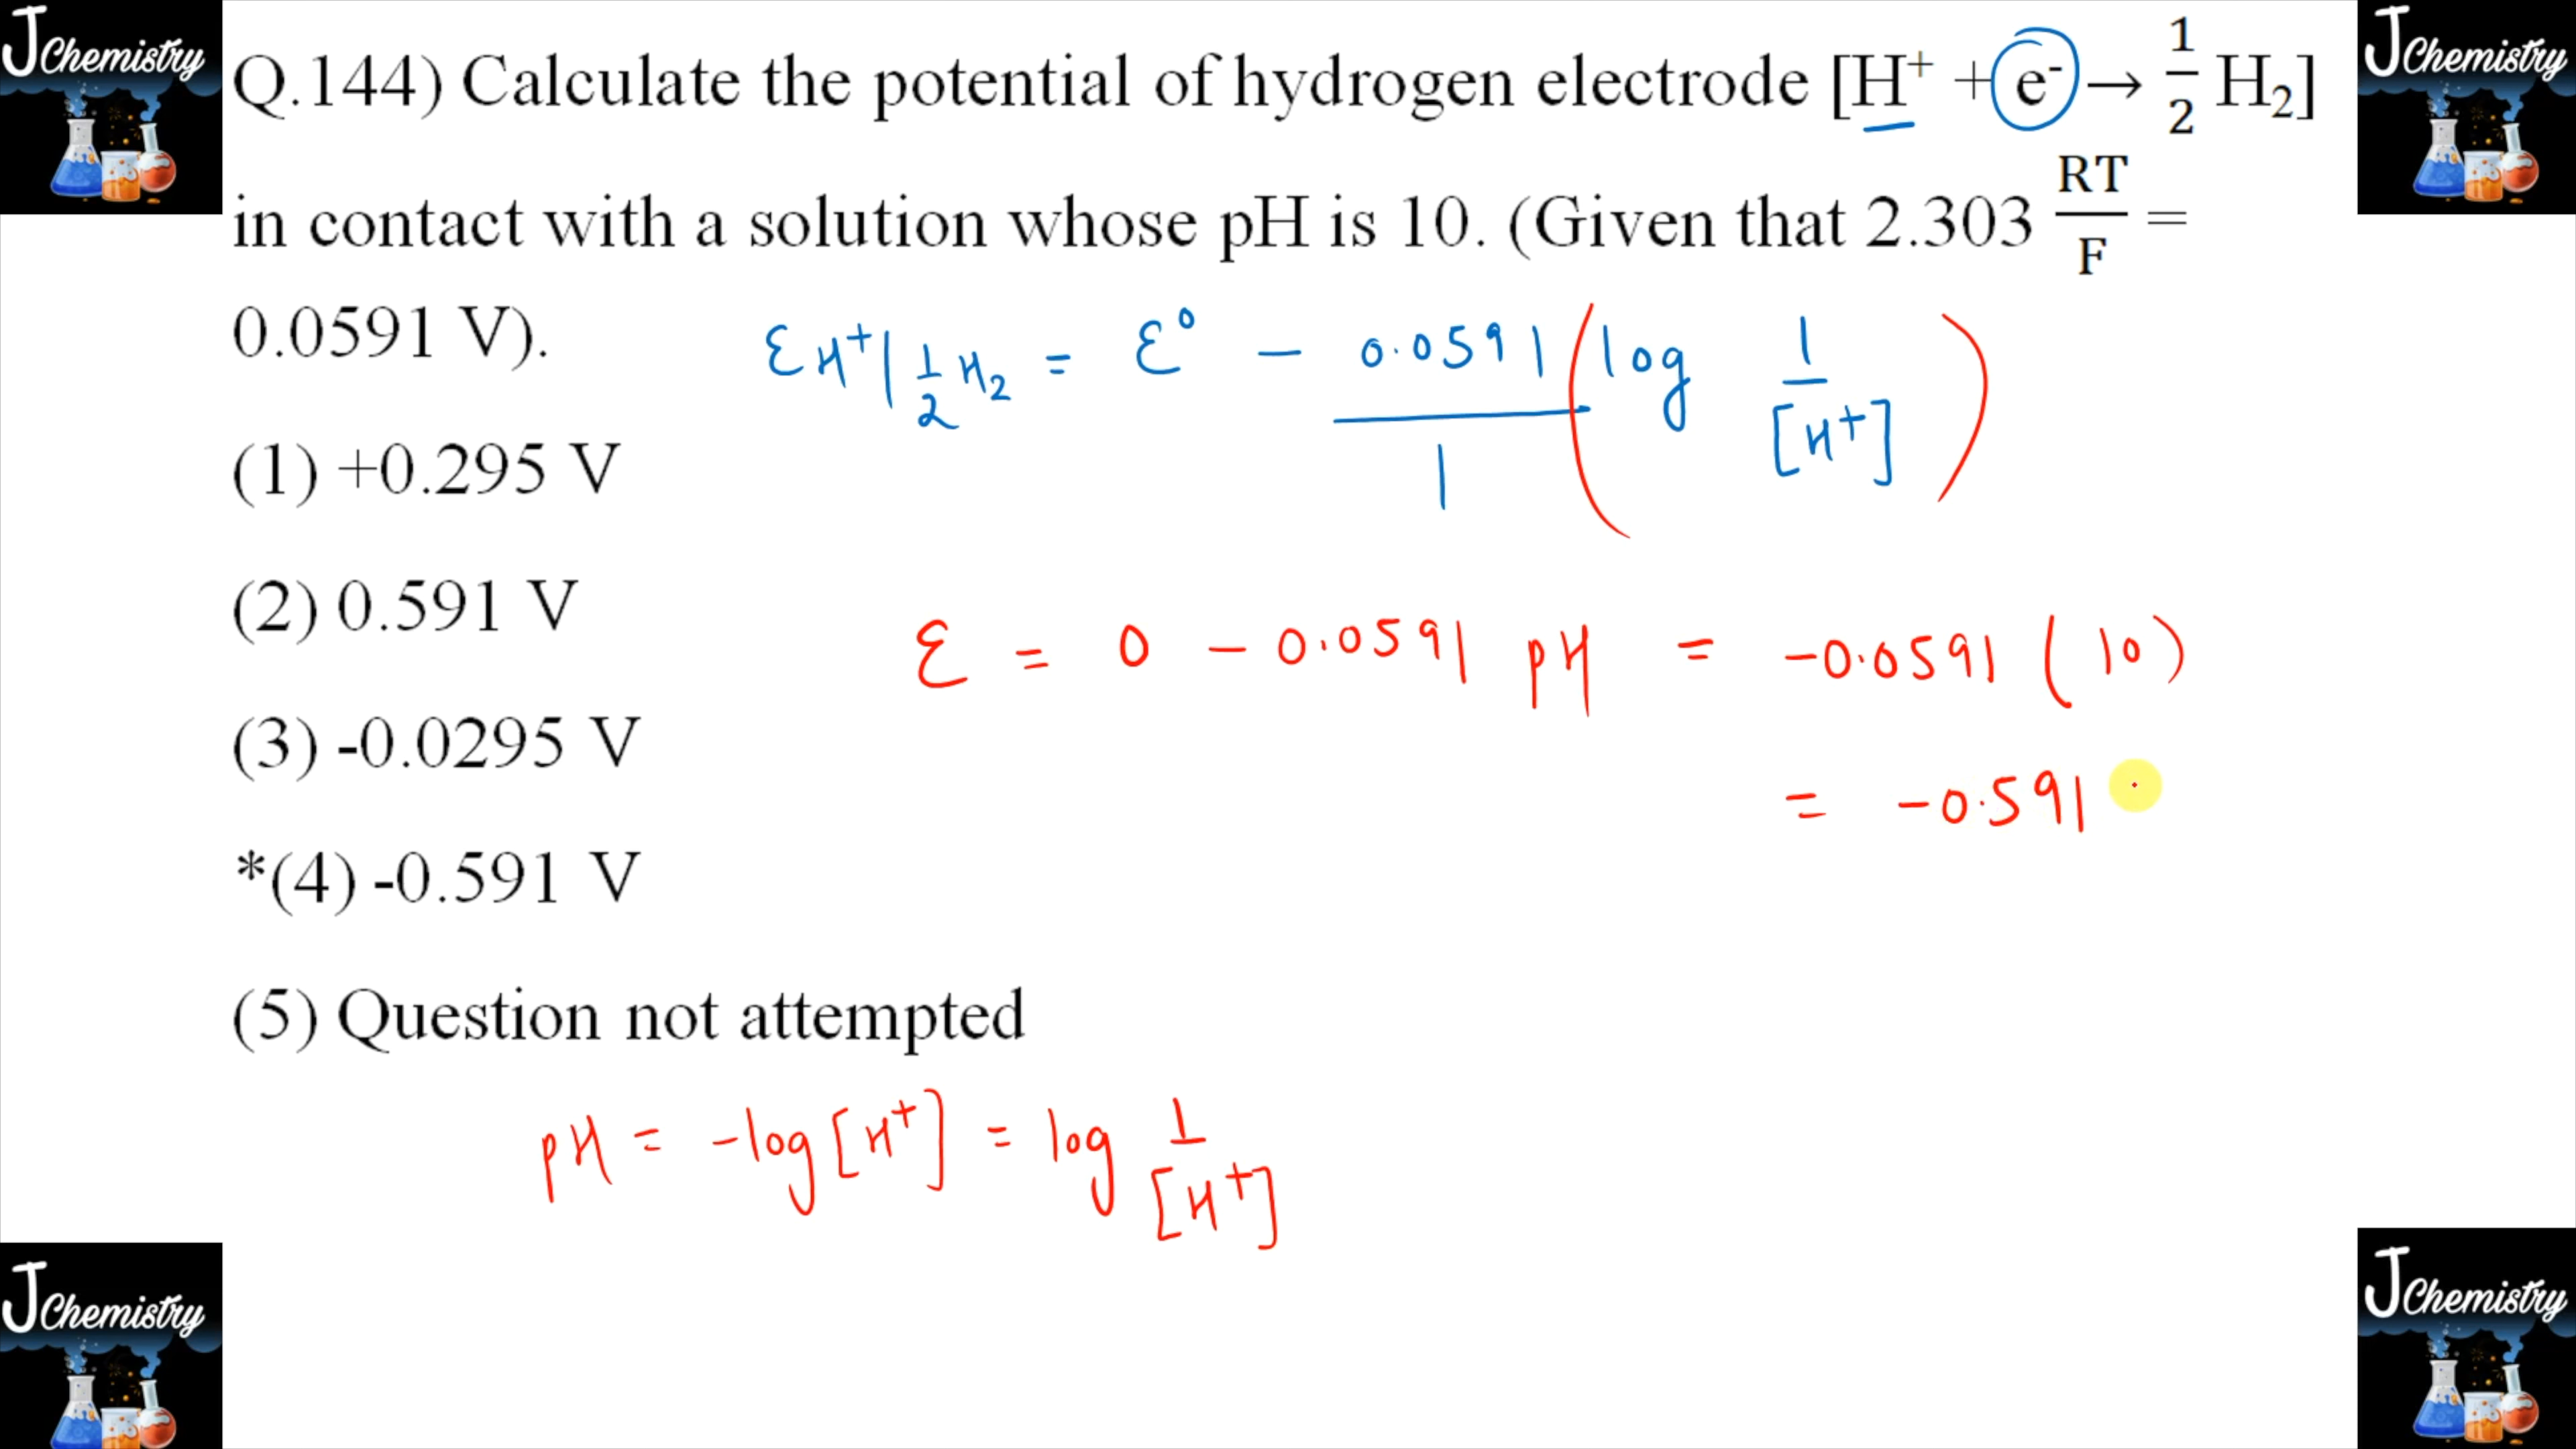 JChemistry
JChemistry
Q.144) Calculate the potential of hydrogen electrode [H⁺ + e⁻ → 1/2 H₂]
in contact with a solution whose pH is 10. (Given that 2.303 RT/F =
0.0591 V).
ℰ H⁺|1/2 H₂ = ℰ⁰ − 0.0591/1 (log 1/[H⁺])
(1) +0.295 V
(2) 0.591 V
ℰ = 0 − 0.0591 pH = −0.0591 (10)
(3) -0.0295 V
= −0.591
*(4) -0.591 V
(5) Question not attempted
pH = −log[H⁺] = log 1/[H⁺]
JChemistry
JChemistry